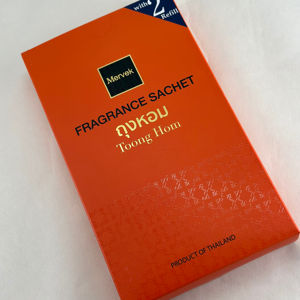 with 2
Refill
Mervek
FRAGRANCE SACHET
ถุงหอม
Toong Hom
PRODUCT OF THAILAND